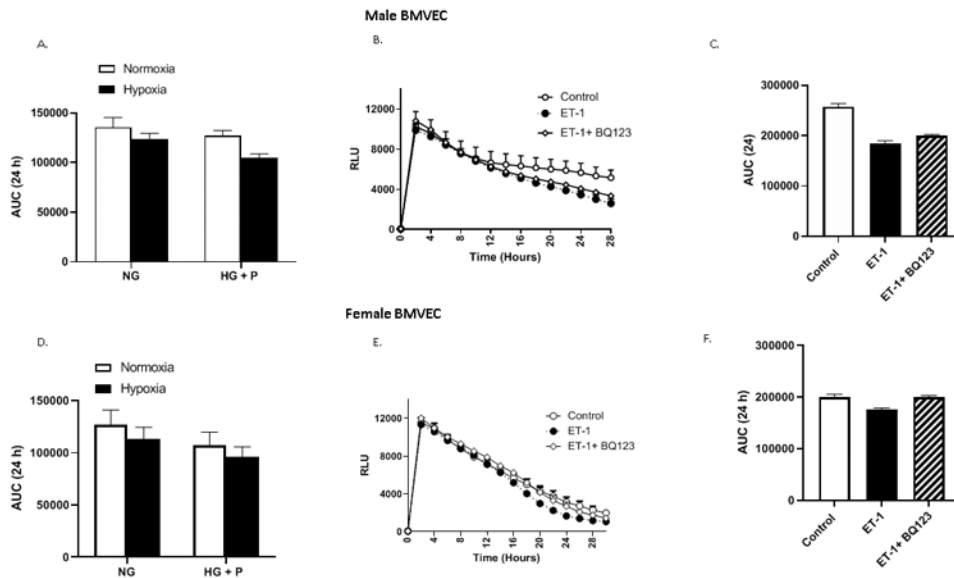 Male BMVEC
A.
Normoxia
Hypoxia
150000
100000
50000
0
AUC (24 h)
NG HG + P
B.
Control
ET-1
ET-1+ BQ123
12000
8000
4000
0
RLU
0 4 8 12 16 20 24 28
Time (Hours)
C.
300000
200000
100000
0
AUC (24)
Control ET-1 ET-1+ BQ123
Female BMVEC
D.
Normoxia
Hypoxia
150000
100000
50000
0
AUC (24 h)
NG HG + P
E.
Control
ET-1
ET-1+ BQ123
12000
8000
4000
0
RLU
0 4 8 12 16 20 24 28
Time (Hours)
F.
300000
200000
100000
0
AUC (24 h)
Control ET-1 ET-1+ BQ123